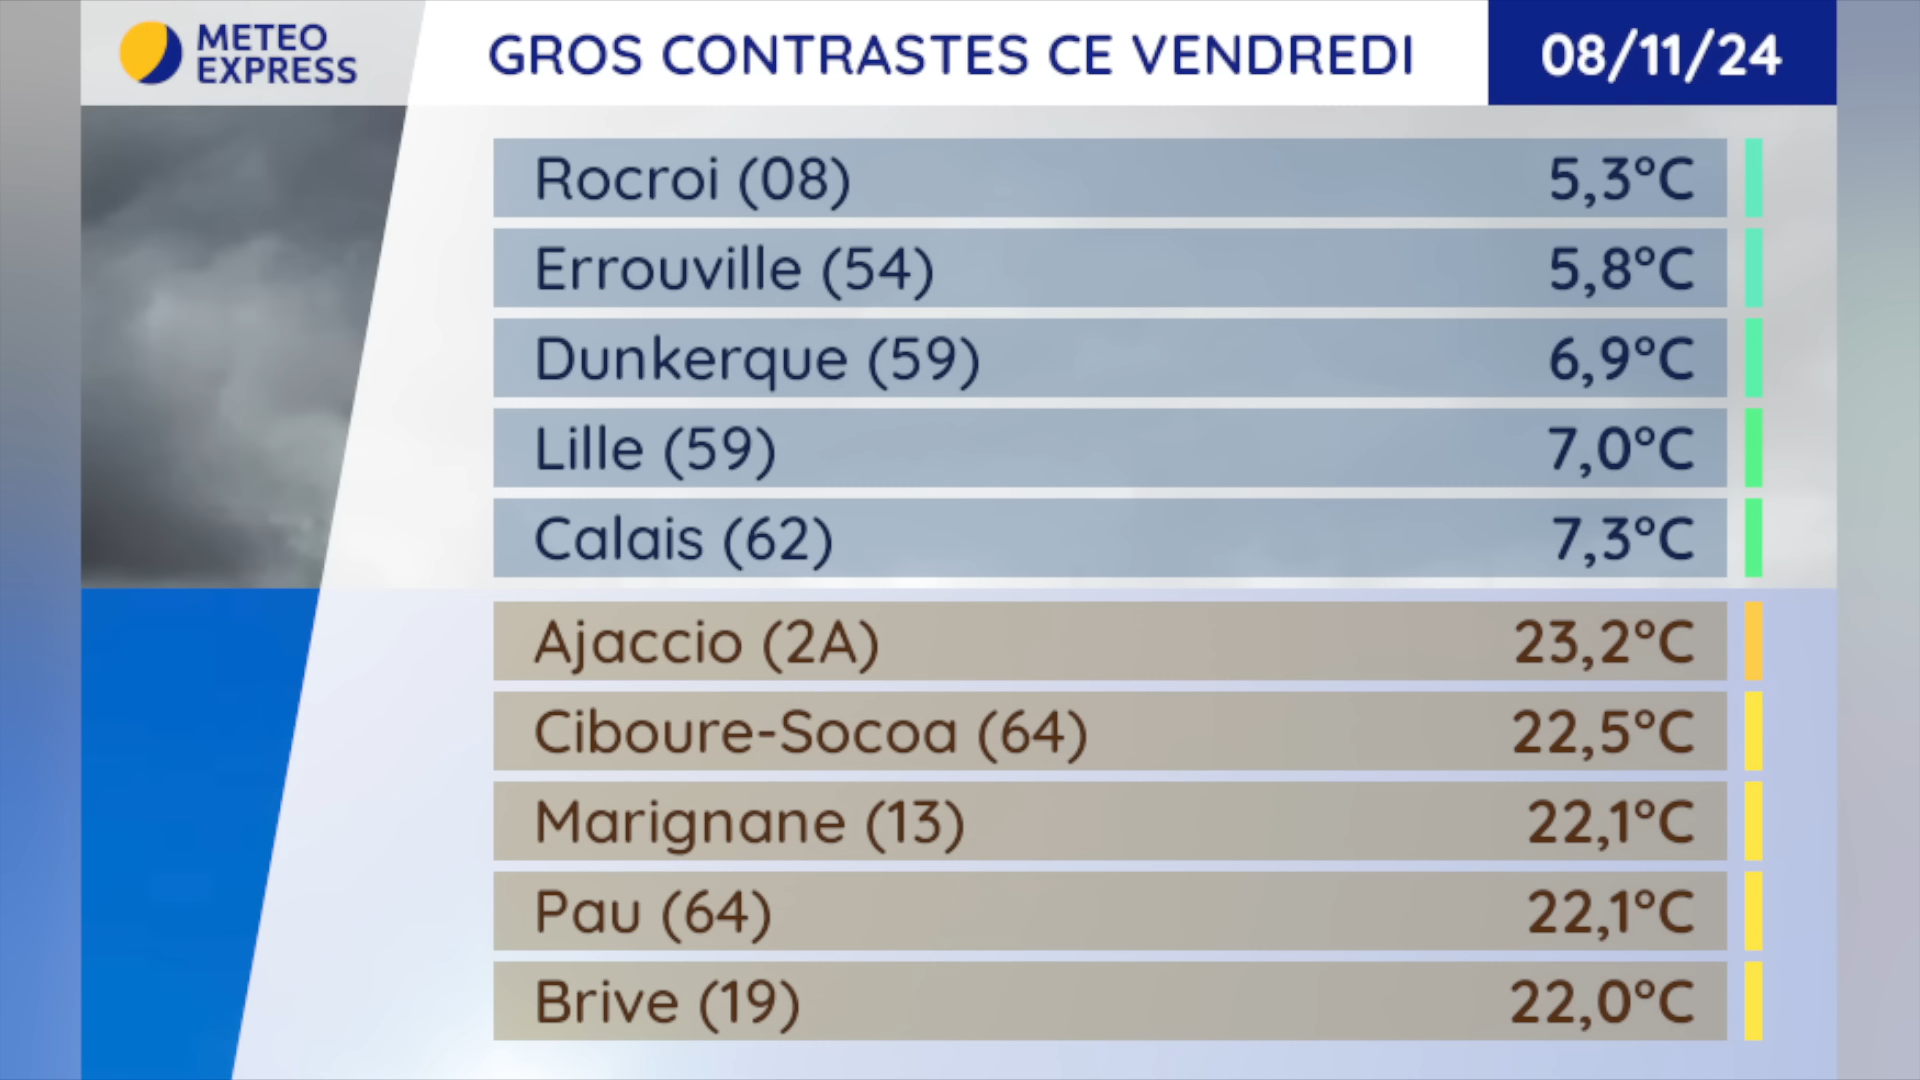 METEO
EXPRESS
GROS CONTRASTES CE VENDREDI
08/11/24
Rocroi (08) 5,3°C
Errouville (54) 5,8°C
Dunkerque (59) 6,9°C
Lille (59) 7,0°C
Calais (62) 7,3°C
Ajaccio (2A) 23,2°C
Ciboure-Socoa (64) 22,5°C
Marignane (13) 22,1°C
Pau (64) 22,1°C
Brive (19) 22,0°C